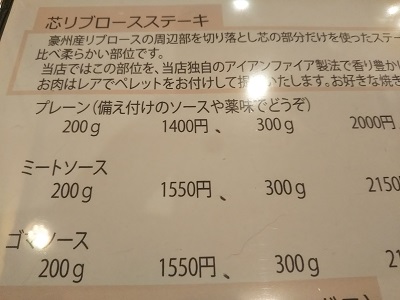 芯リブロースステーキ
豪州産リブロースの周辺部を切り落とし芯の部分だけを使ったステー
比べ柔らかい部位です。
当店ではこの部位を、当店独自のアイアンファイア製法で香り豊か
お肉はレアでペレットをお付けして提 いたします。お好きな焼き
プレーン(備え付けのソースや薬味でどうぞ)
200g 1400円、 300g 2000円
ミートソース
200g 1550円、 300g 2150
ゴマソース
200g 1550円、 300g 21